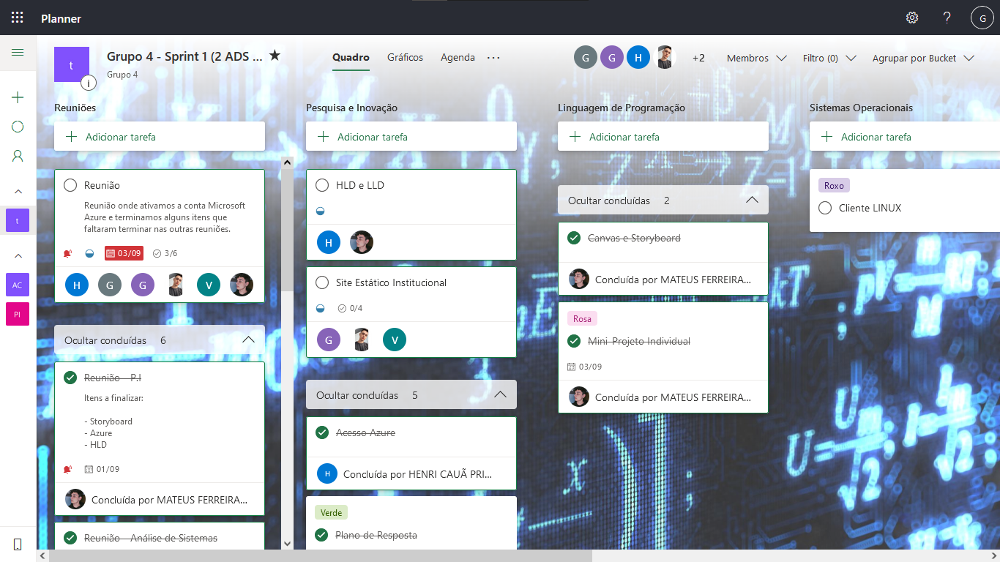 Planner
?
G
t
Grupo 4 - Sprint 1 (2 ADS ...
Grupo 4
Quadro
Gráficos
Agenda
G
G
H
+2
Membros
Filtro (0)
Agrupar por Bucket
t
AC
PI
Reuniões
Adicionar tarefa
Reunião
Reunião onde ativamos a conta Microsoft
Azure e terminamos alguns itens que
faltaram terminar nas outras reuniões.
03/09
3/6
H
G
G
V
Ocultar concluídas 6
Reunião - P.I
Itens a finalizar:
- Storyboard
- Azure
- HLD
01/09
Concluída por MATEUS FERREIRA...
Reunião - Análise de Sistemas
Pesquisa e Inovação
Adicionar tarefa
HLD e LLD
H
Site Estático Institucional
0/4
G
V
Ocultar concluídas 5
Acesso Azure
H
Concluída por HENRI CAUÃ PRI...
Verde
Plano de Resposta
Linguagem de Programação
Adicionar tarefa
Ocultar concluídas 2
Canvas e Storyboard
Concluída por MATEUS FERREIRA...
Rosa
Mini-Projeto Individual
03/09
Concluída por MATEUS FERREIRA...
Sistemas Operacionais
Adicionar tarefa
Roxo
Cliente LINUX